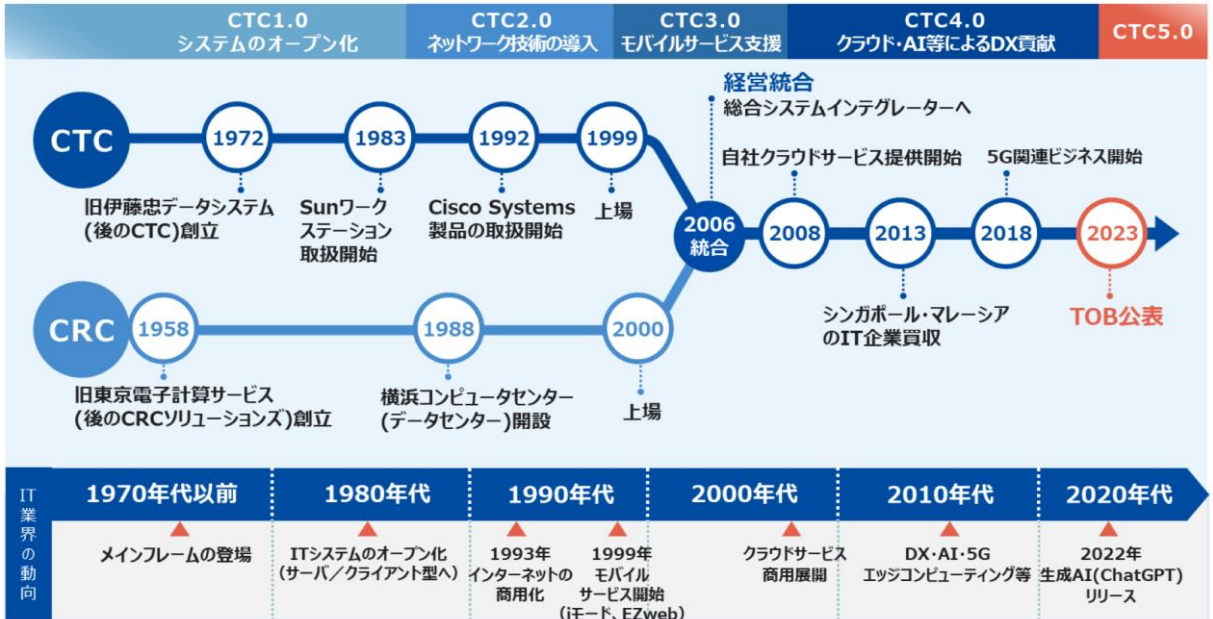 CTC1.0
システムのオープン化
CTC2.0
ネットワーク技術の導入
CTC3.0
モバイルサービス支援
CTC4.0
クラウド・AI等によるDX貢献
CTC5.0
経営統合
総合システムインテグレーターへ
CTC
1972
1983
1992
1999
自社クラウドサービス提供開始
5G関連ビジネス開始
旧伊藤忠データシステム
(後のCTC)創立
Sunワーク
ステーション
取扱開始
Cisco Systems
製品の取扱開始
上場
2006
統合
2008
2013
2018
2023
シンガポール・マレーシア
のIT企業買収
TOB公表
CRC
1958
1988
2000
旧東京電子計算サービス
(後のCRCソリューションズ)創立
横浜コンピュータセンター
(データセンター)開設
上場
IT業界の動向
1970年代以前
1980年代
1990年代
2000年代
2010年代
2020年代
メインフレームの登場
ITシステムのオープン化
(サーバ／クライアント型へ)
1993年
インターネットの
商用化
1999年
モバイル
サービス開始
(iモード、EZweb)
クラウドサービス
商用展開
DX・AI・5G
エッジコンピューティング等
2022年
生成AI(ChatGPT)
リリース